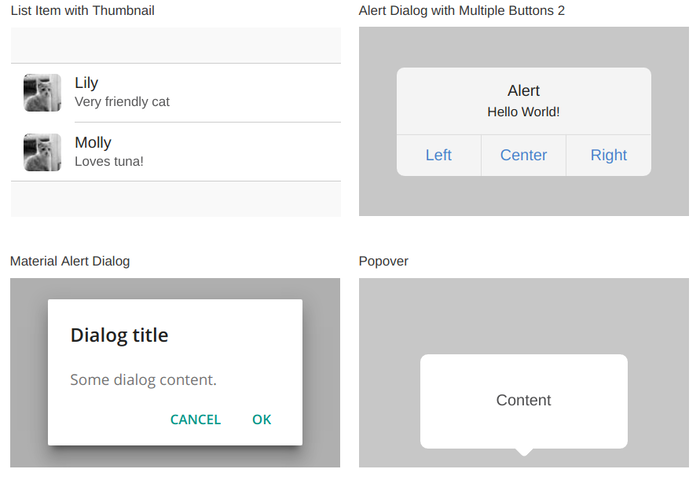 List Item with Thumbnail
Lily
Very friendly cat
Molly
Loves tuna!
Alert Dialog with Multiple Buttons 2
Alert
Hello World!
Left Center Right
Material Alert Dialog
Dialog title
Some dialog content.
CANCEL OK
Popover
Content